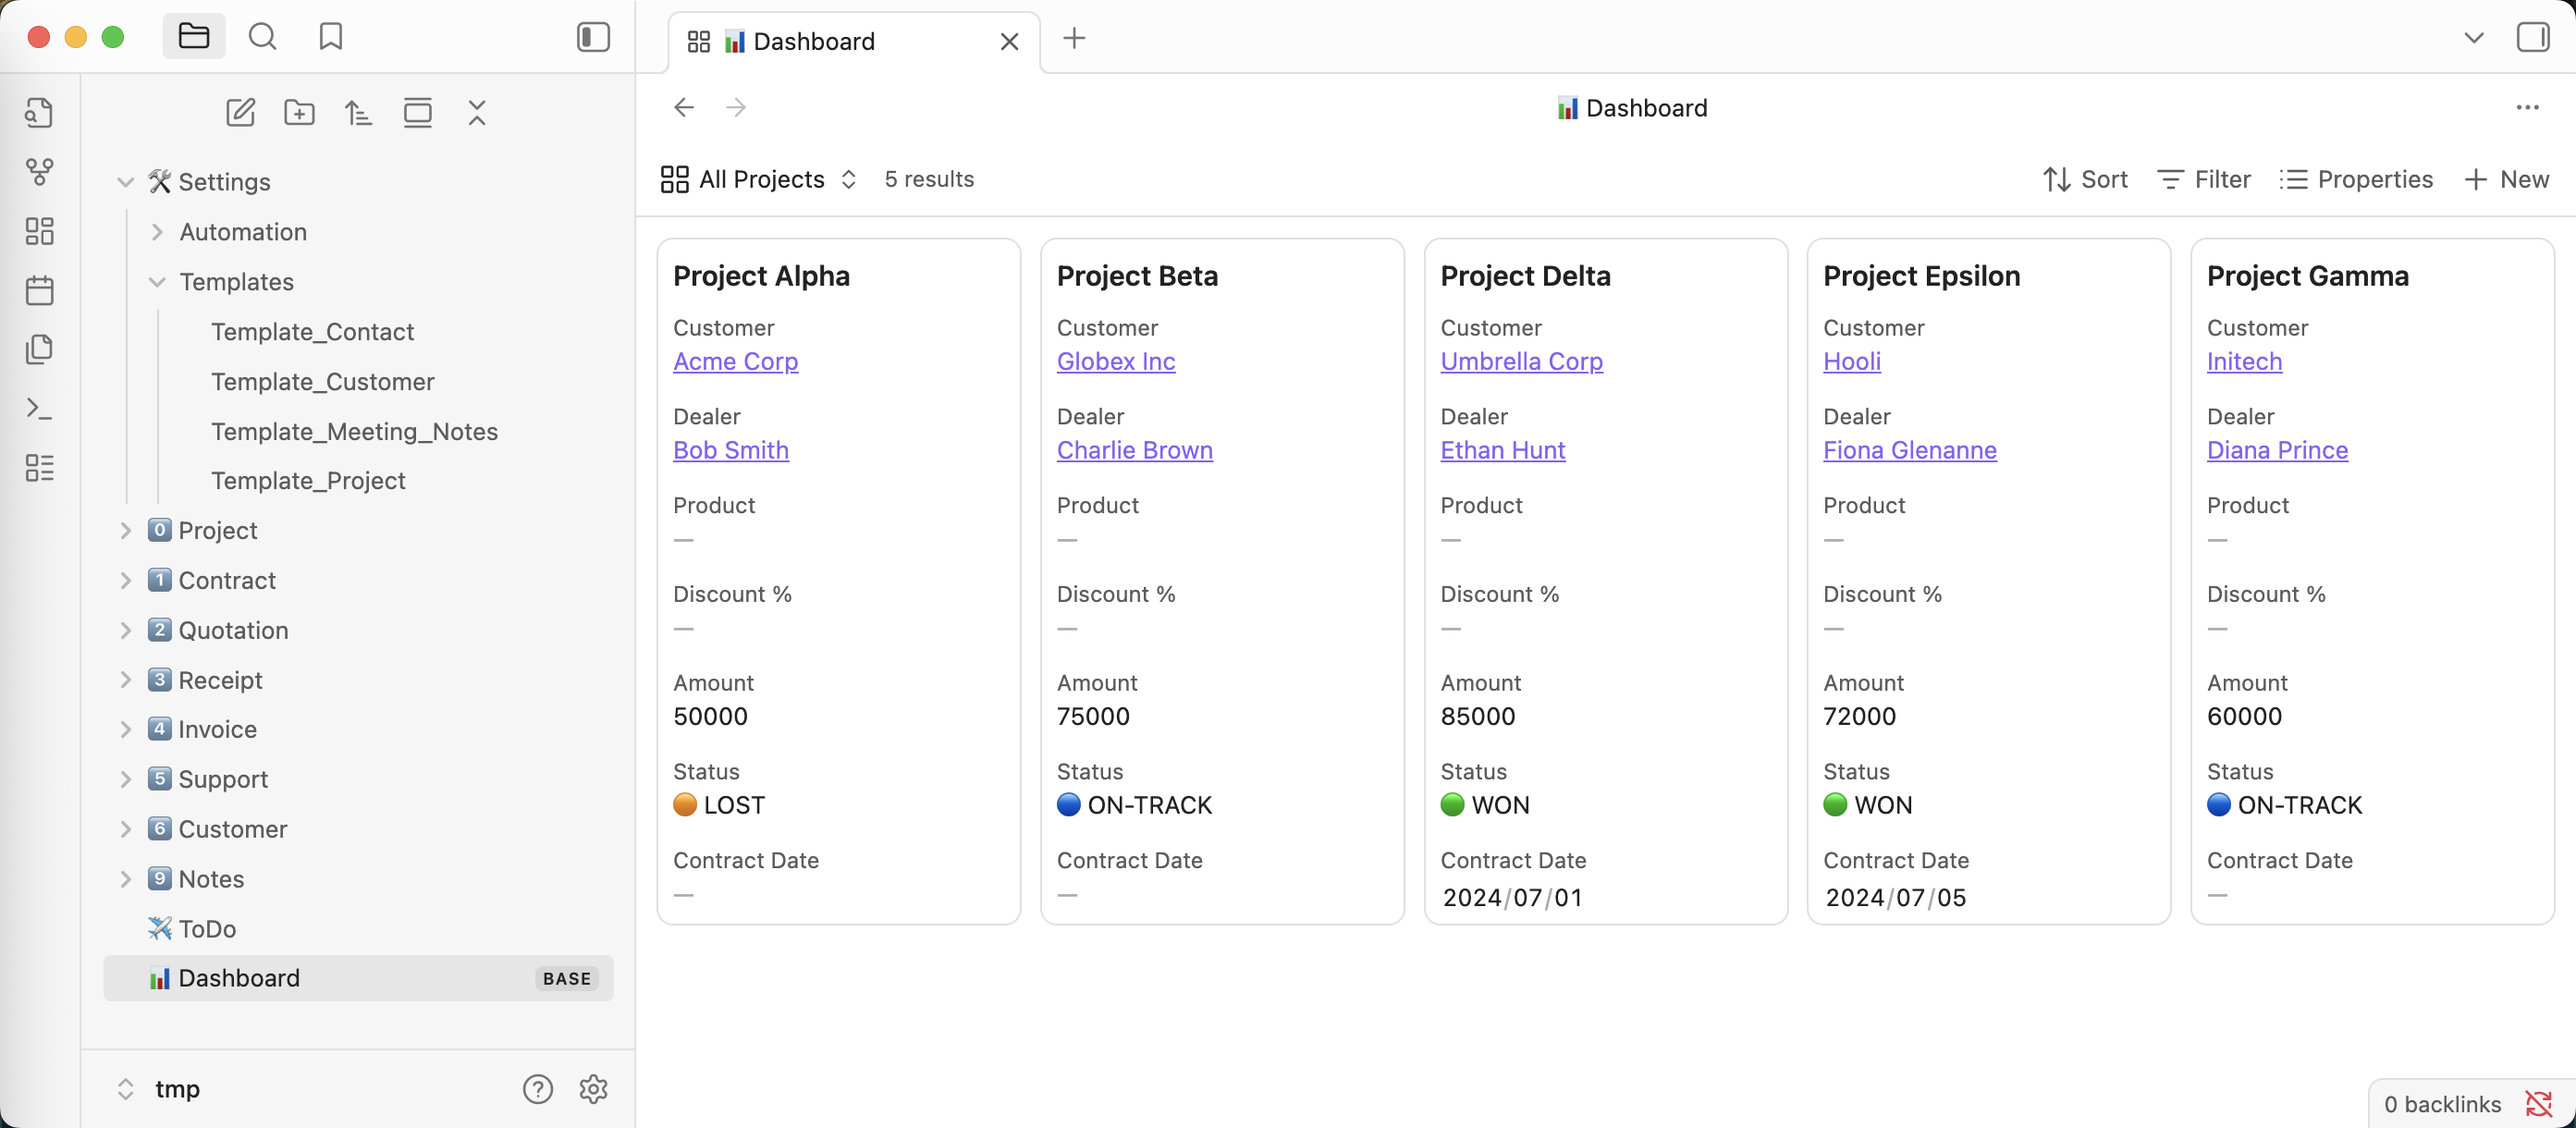 Dashboard
Settings
Automation
Templates
Template_Contact
Template_Customer
Template_Meeting_Notes
Template_Project
0 Project
1 Contract
2 Quotation
3 Receipt
4 Invoice
5 Support
6 Customer
9 Notes
ToDo
Dashboard BASE
tmp
Dashboard
All Projects 5 results Sort Filter Properties New
Project Alpha
Customer
Acme Corp
Dealer
Bob Smith
Product
—
Discount %
—
Amount
50000
Status
LOST
Contract Date
—
Project Beta
Customer
Globex Inc
Dealer
Charlie Brown
Product
—
Discount %
—
Amount
75000
Status
ON-TRACK
Contract Date
—
Project Delta
Customer
Umbrella Corp
Dealer
Ethan Hunt
Product
—
Discount %
—
Amount
85000
Status
WON
Contract Date
2024/07/01
Project Epsilon
Customer
Hooli
Dealer
Fiona Glenanne
Product
—
Discount %
—
Amount
72000
Status
WON
Contract Date
2024/07/05
Project Gamma
Customer
Initech
Dealer
Diana Prince
Product
—
Discount %
—
Amount
60000
Status
ON-TRACK
Contract Date
—
0 backlinks